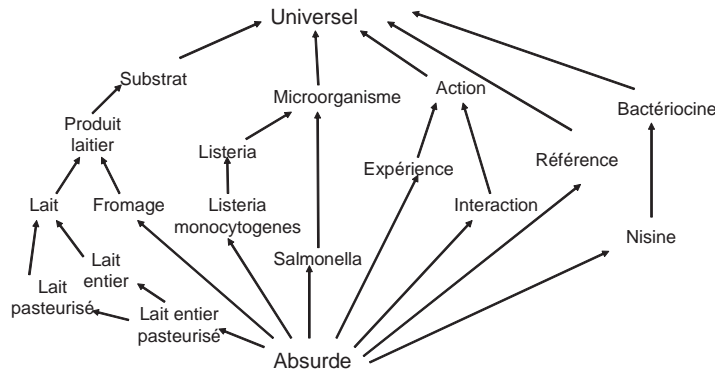 Universel
Substrat
Action
Microorganisme
Bactériocine
Produit
laitier
Listeria
Expérience
Référence
Lait
Fromage
Listeria
monocytogenes
Interaction
Nisine
Lait
entier
Salmonella
Lait
pasteurisé
Lait entier
pasteurisé
Absurde